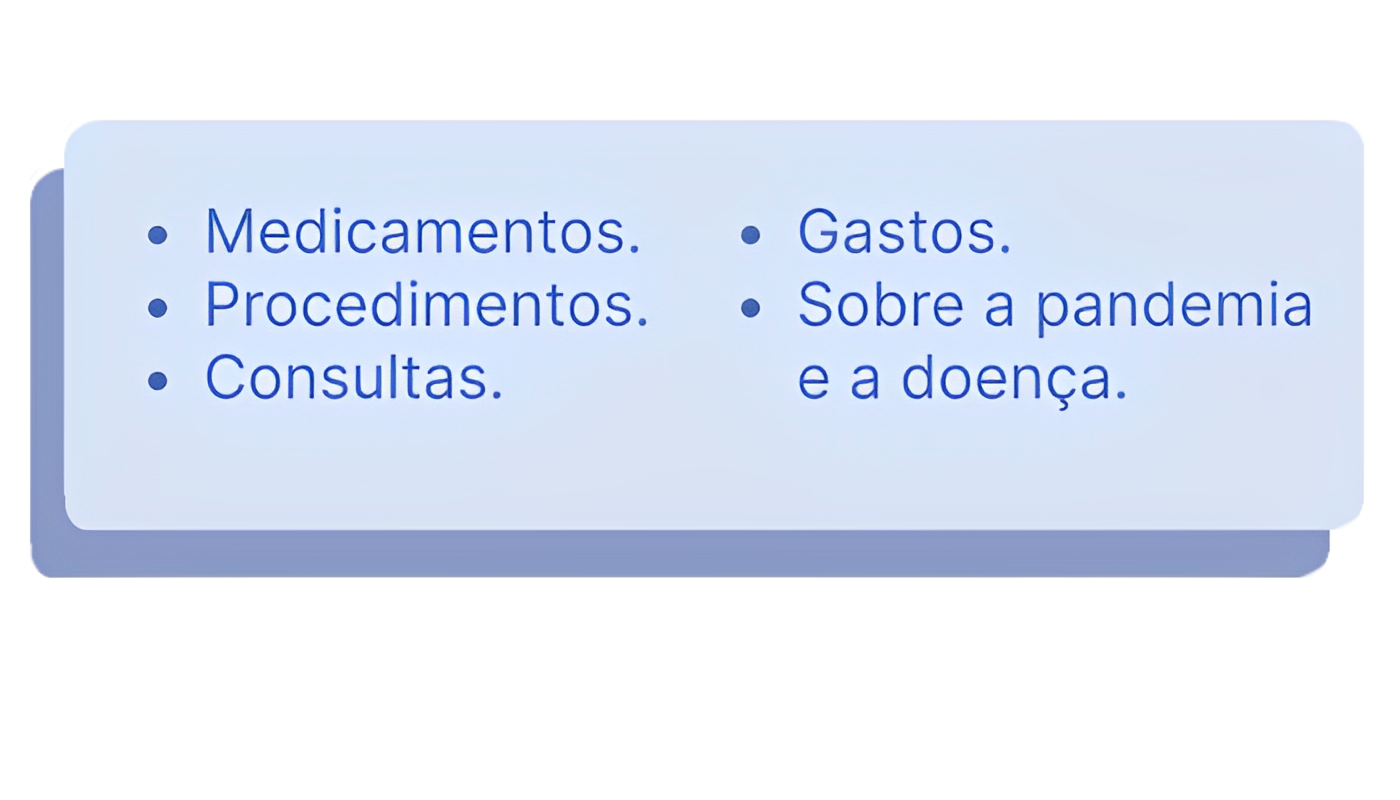 Medicamentos.
Procedimentos.
Consultas.
Gastos.
Sobre a pandemia
e a doença.